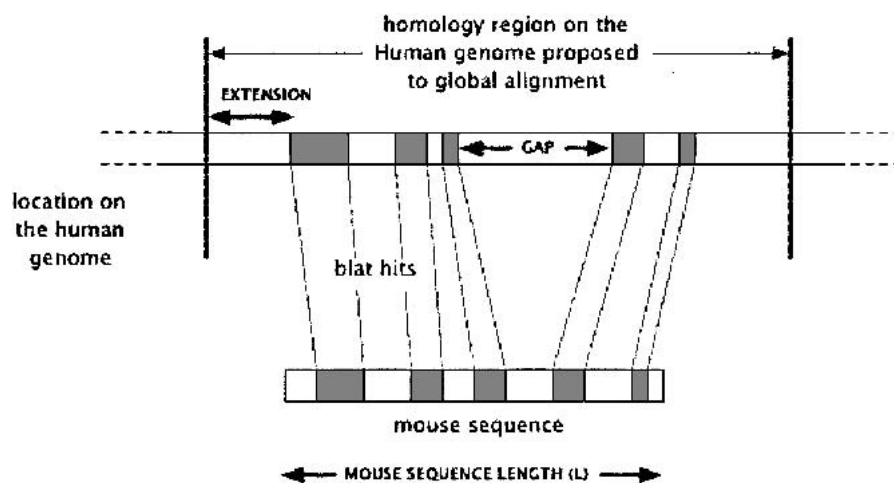 homology region on the
Human genome proposed
to global alignment
EXTENSION
GAP
location on
the human
genome
blat hits
mouse sequence
MOUSE SEQUENCE LENGTH (L)